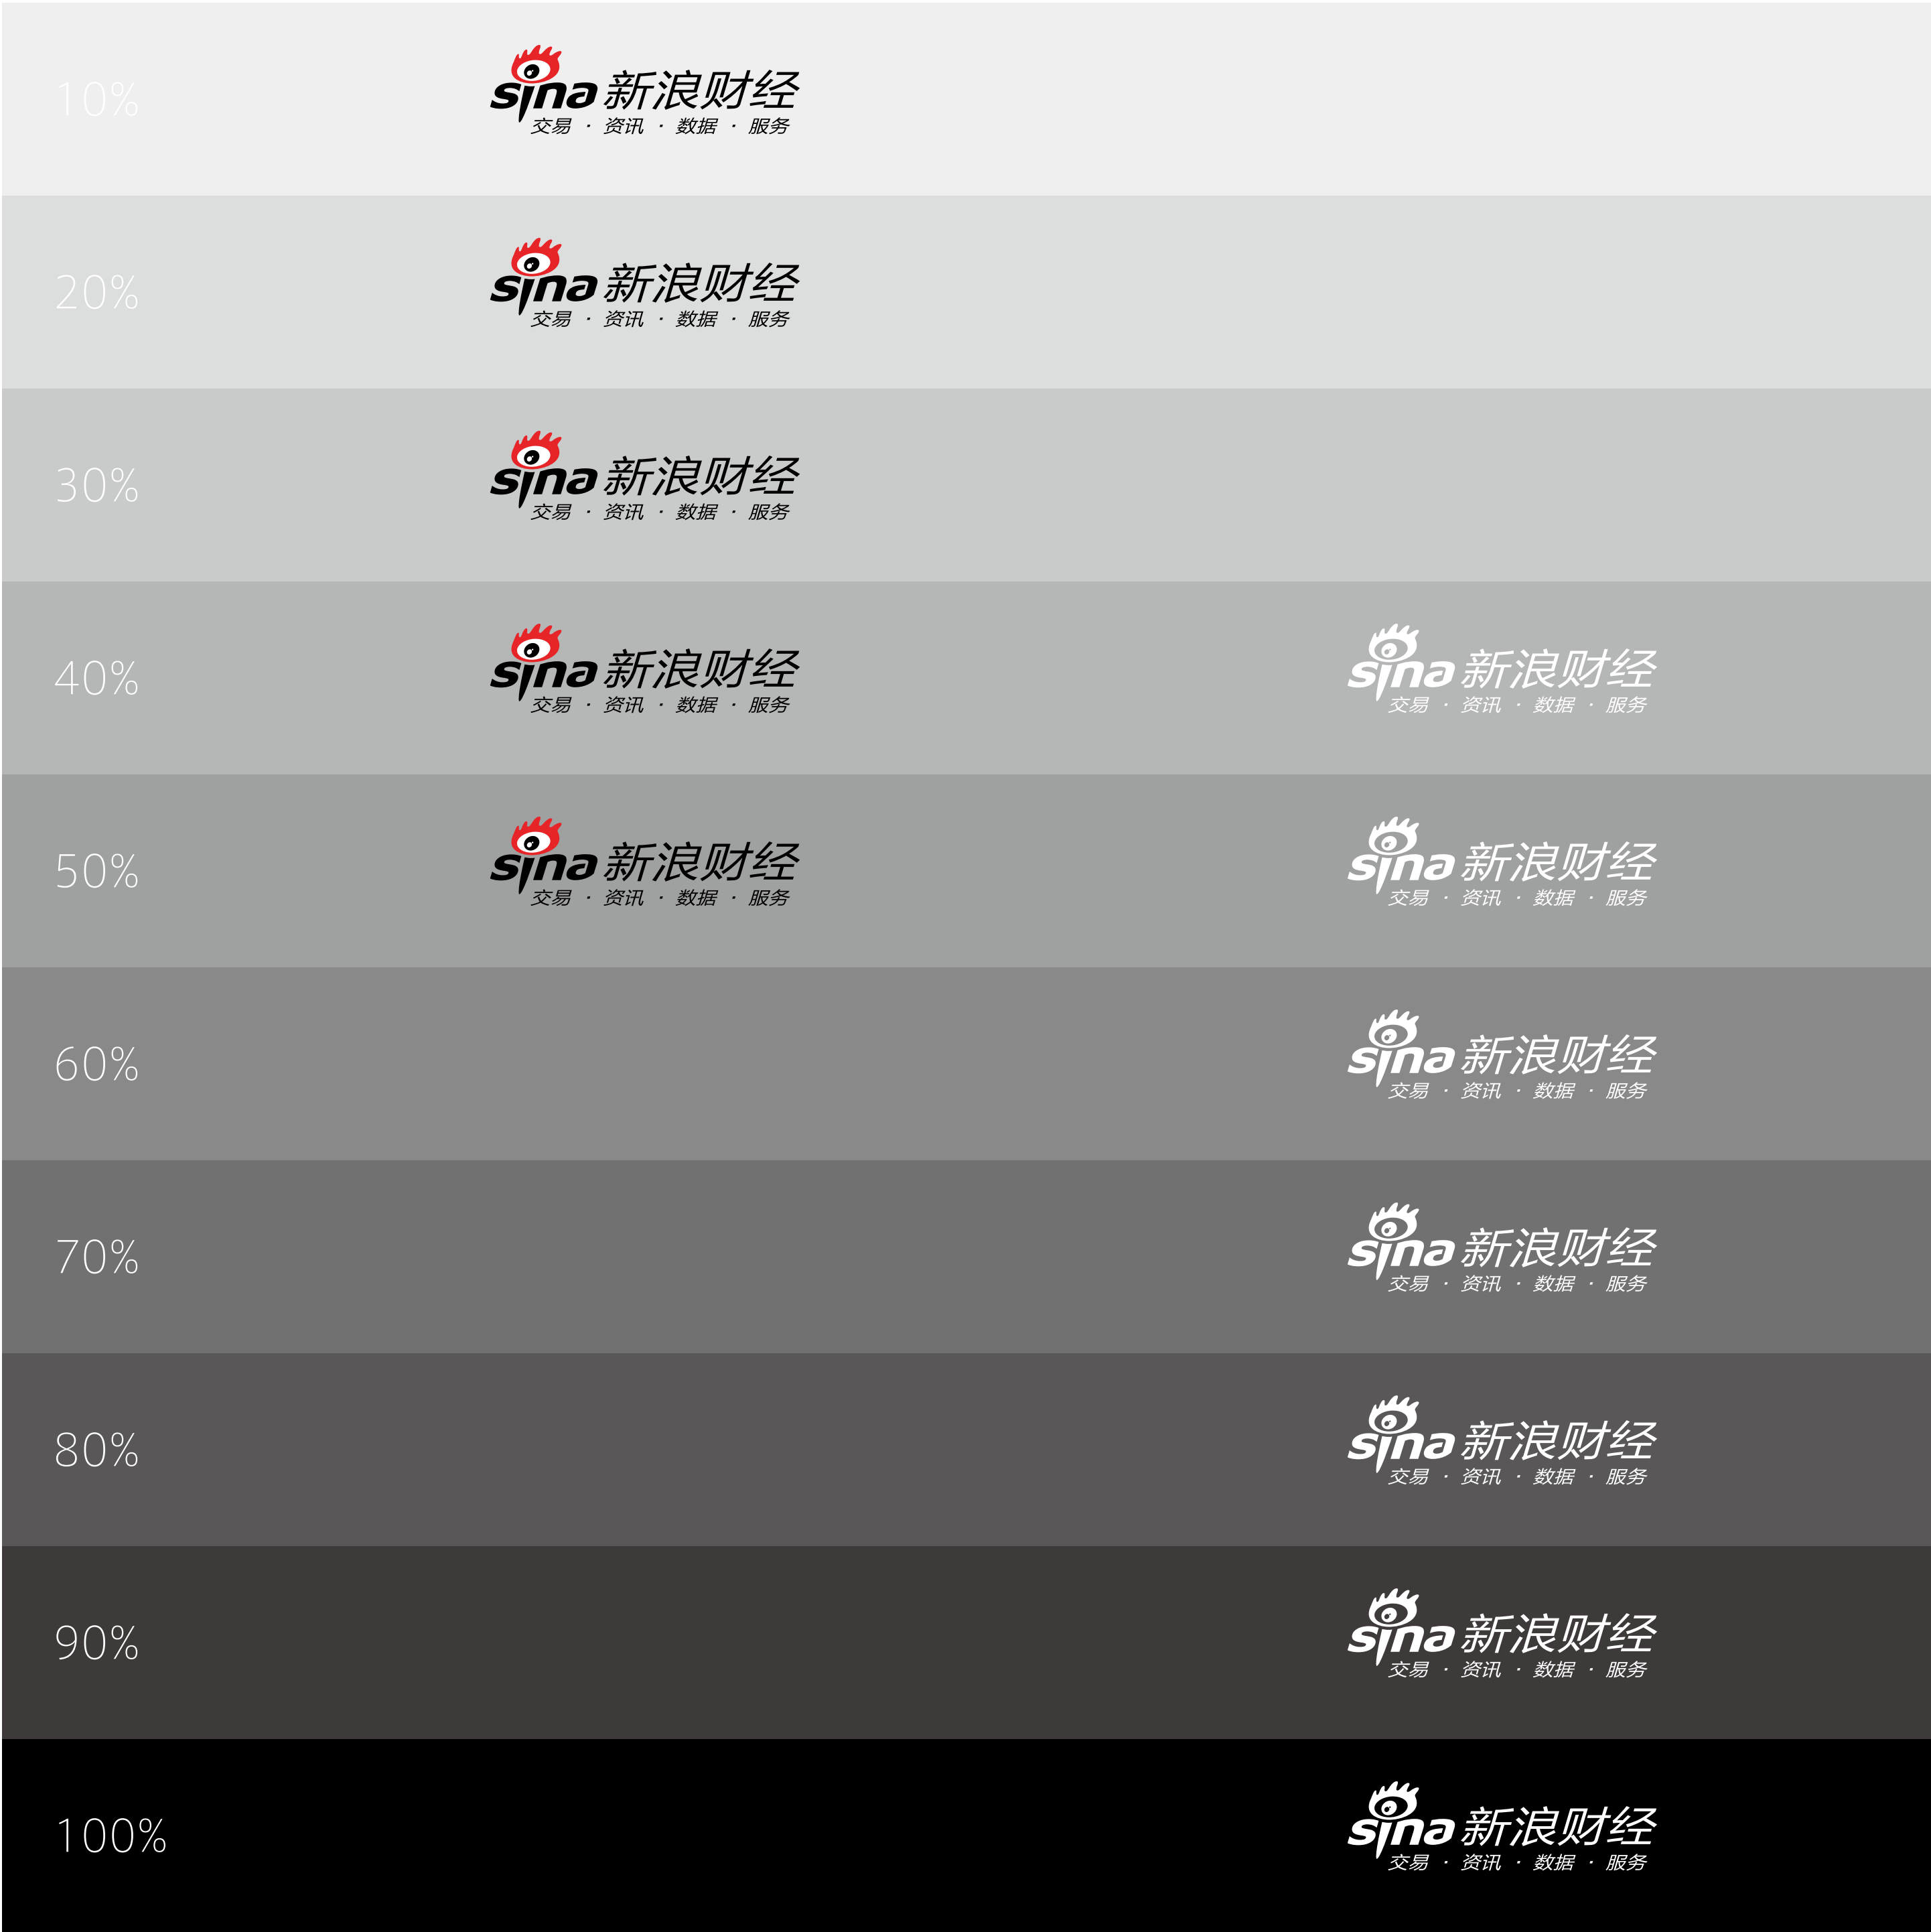 10%
sina 新浪财经
交易 · 资讯 · 数据 · 服务
20%
sina 新浪财经
交易 · 资讯 · 数据 · 服务
30%
sina 新浪财经
交易 · 资讯 · 数据 · 服务
40%
sina 新浪财经
交易 · 资讯 · 数据 · 服务
sina 新浪财经
交易 · 资讯 · 数据 · 服务
50%
sina 新浪财经
交易 · 资讯 · 数据 · 服务
sina 新浪财经
交易 · 资讯 · 数据 · 服务
60%
sina 新浪财经
交易 · 资讯 · 数据 · 服务
70%
sina 新浪财经
交易 · 资讯 · 数据 · 服务
80%
sina 新浪财经
交易 · 资讯 · 数据 · 服务
90%
sina 新浪财经
交易 · 资讯 · 数据 · 服务
100%
sina 新浪财经
交易 · 资讯 · 数据 · 服务